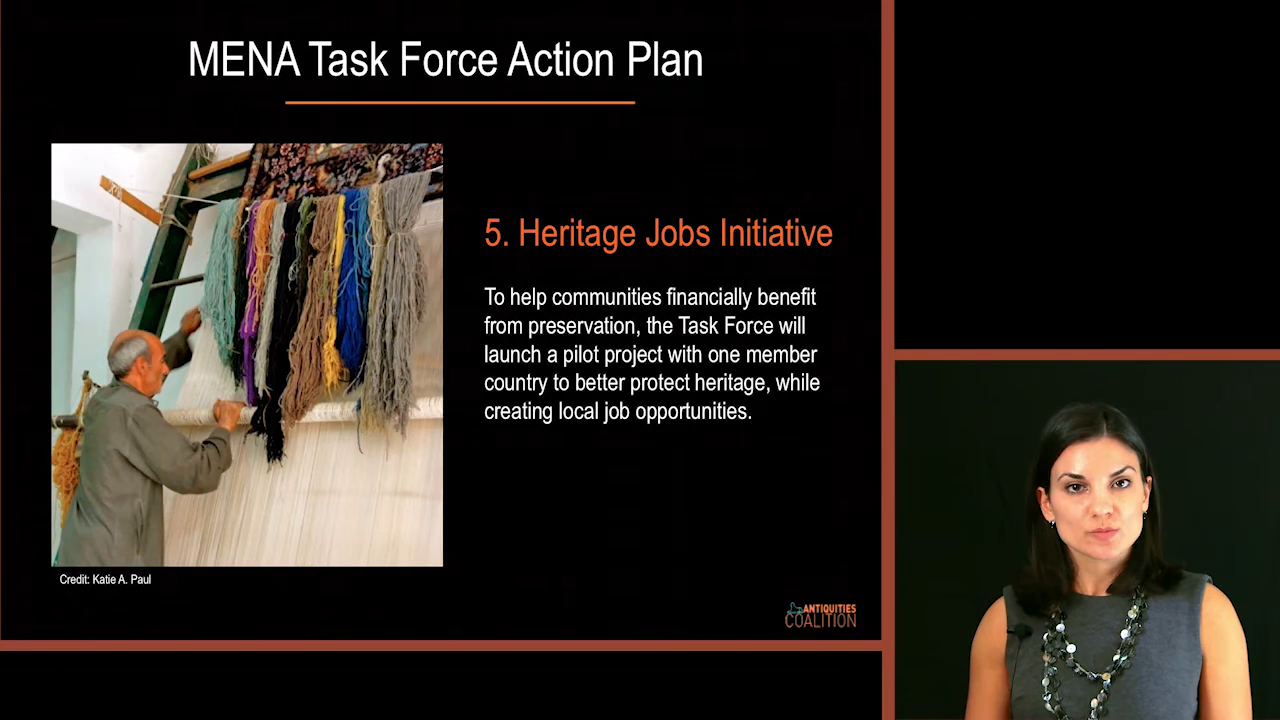 MENA Task Force Action Plan
5. Heritage Jobs Initiative
To help communities financially benefit
from preservation, the Task Force will
launch a pilot project with one member
country to better protect heritage, while
creating local job opportunities.
Credit: Katie A. Paul
ANTIQUITIES
COALITION